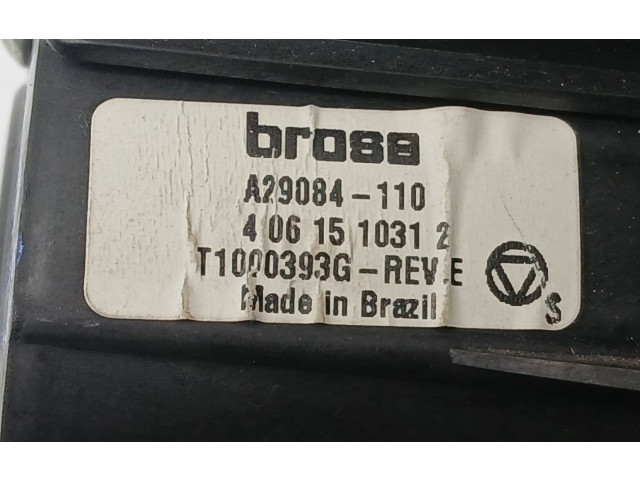 brose
A29084-110
4 06 15 1031 2
T1000393G-REV.E
Made in Brazil
S